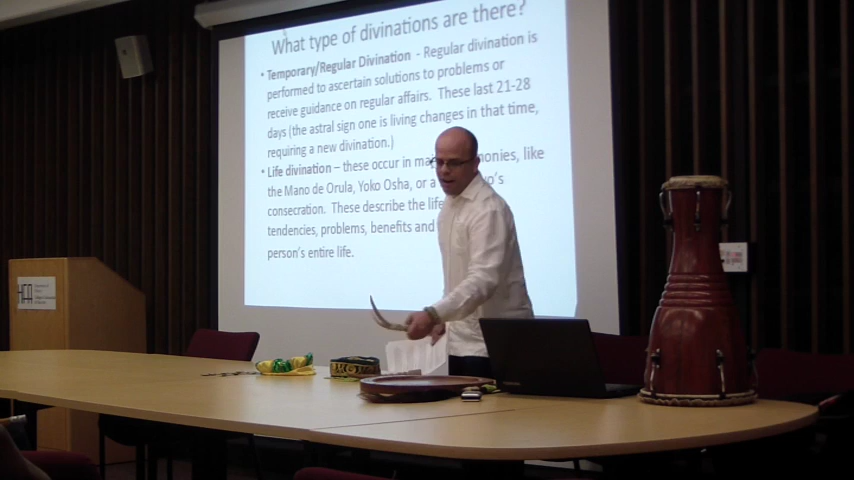 What type of divinations are there?
• Temporary/Regular Divination - Regular divination is
performed to ascertain solutions to problems or
receive guidance on regular affairs. These last 21-28
days (the astral sign one is living changes in that time,
requiring a new divination.)
• Life divination – these occur in ma monies, like
the Mano de Orula, Yoko Osha, or a
consecration. These describe the life
tendencies, problems, benefits and
person's entire life.